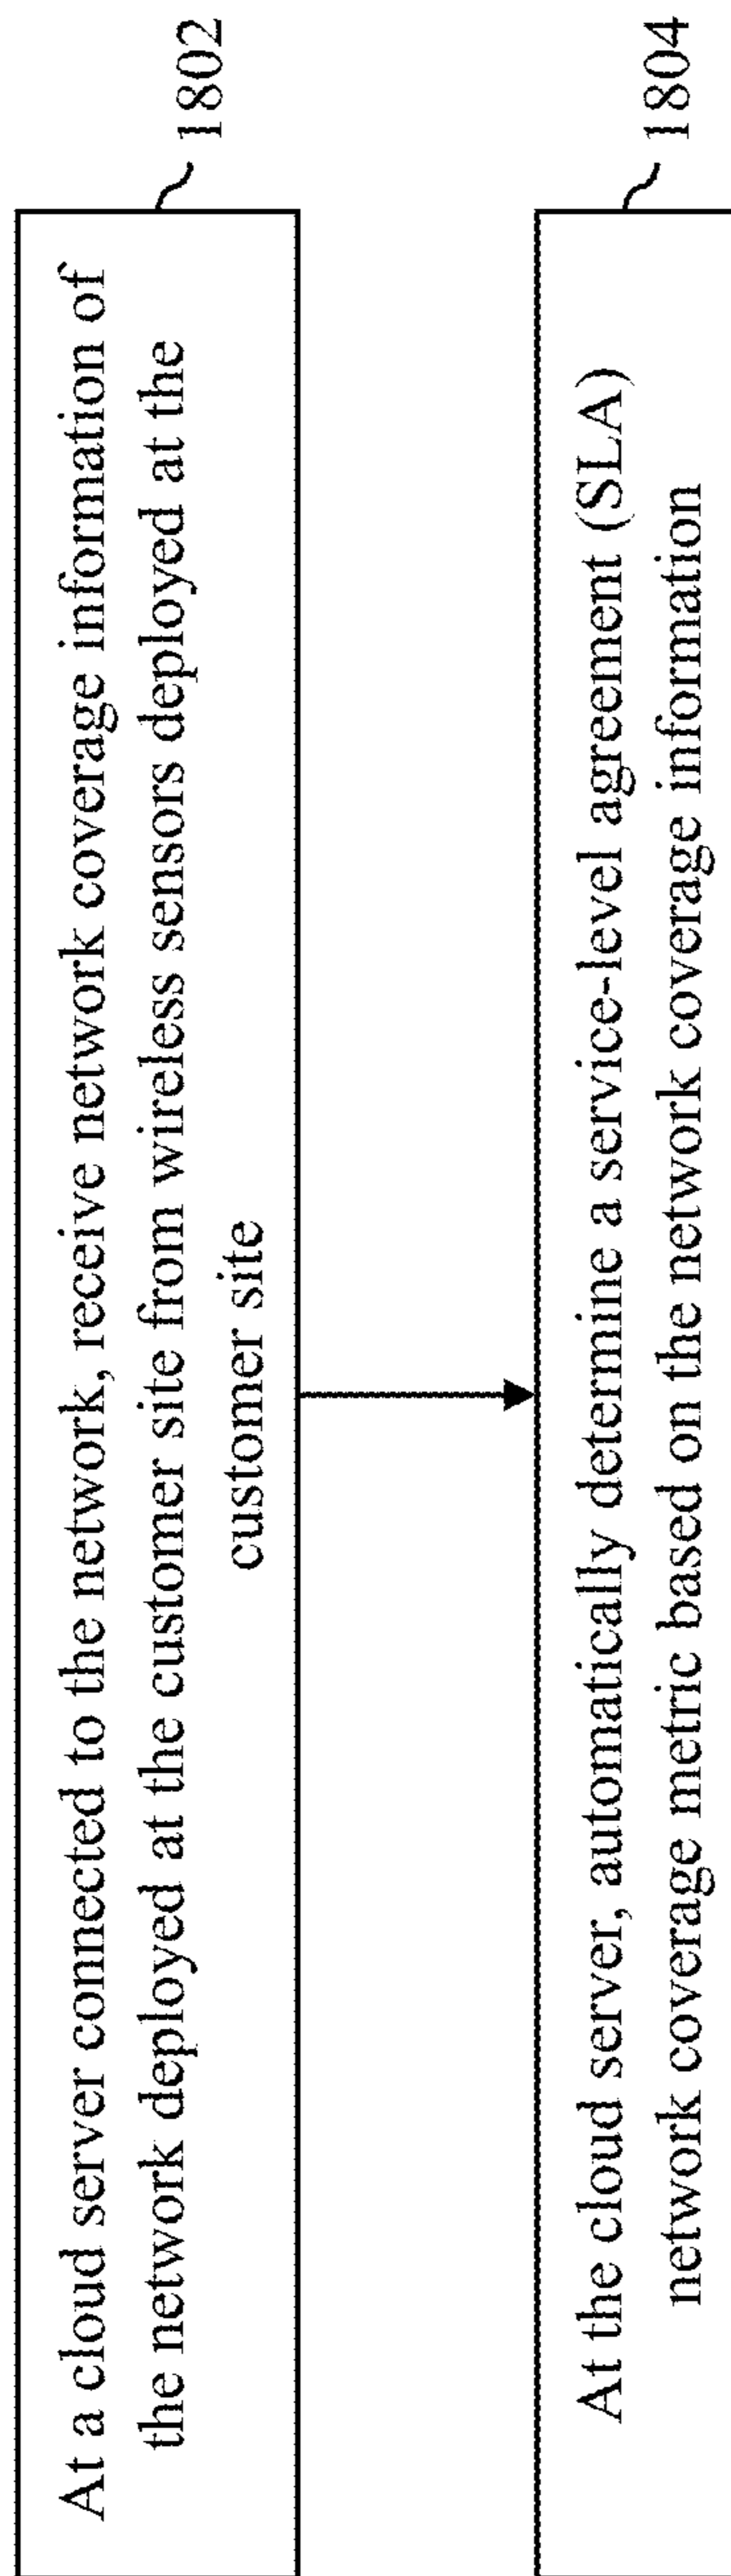 At a cloud server connected to the network, receive network coverage information of
the network deployed at the customer site from wireless sensors deployed at the
customer site
1802
At the cloud server, automatically determine a service-level agreement (SLA)
network coverage metric based on the network coverage information
1804